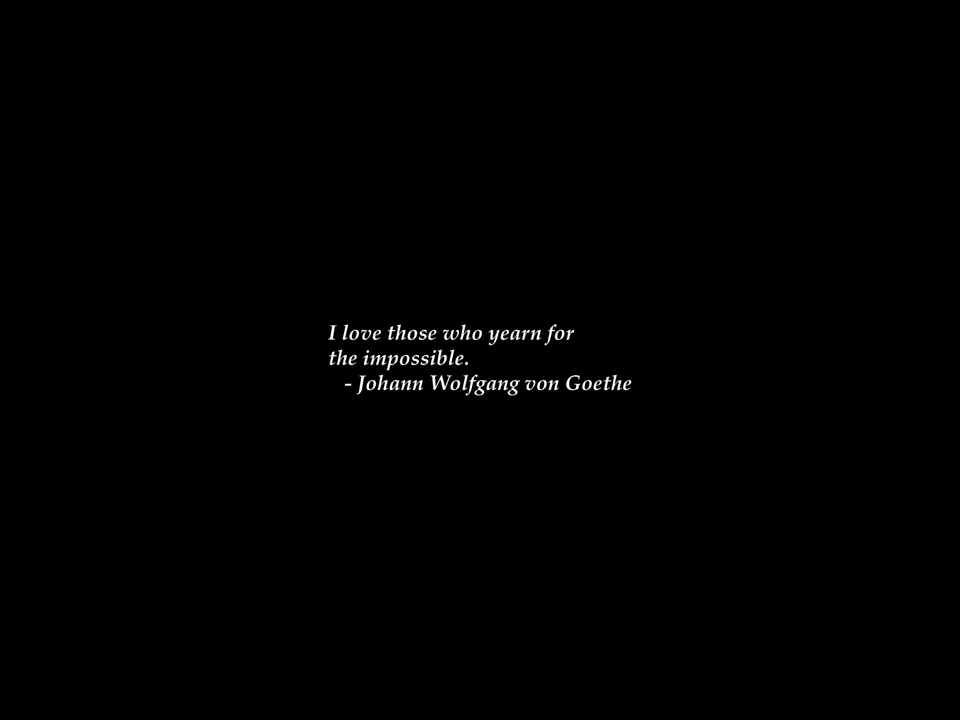 I love those who yearn for
the impossible.
- Johann Wolfgang von Goethe